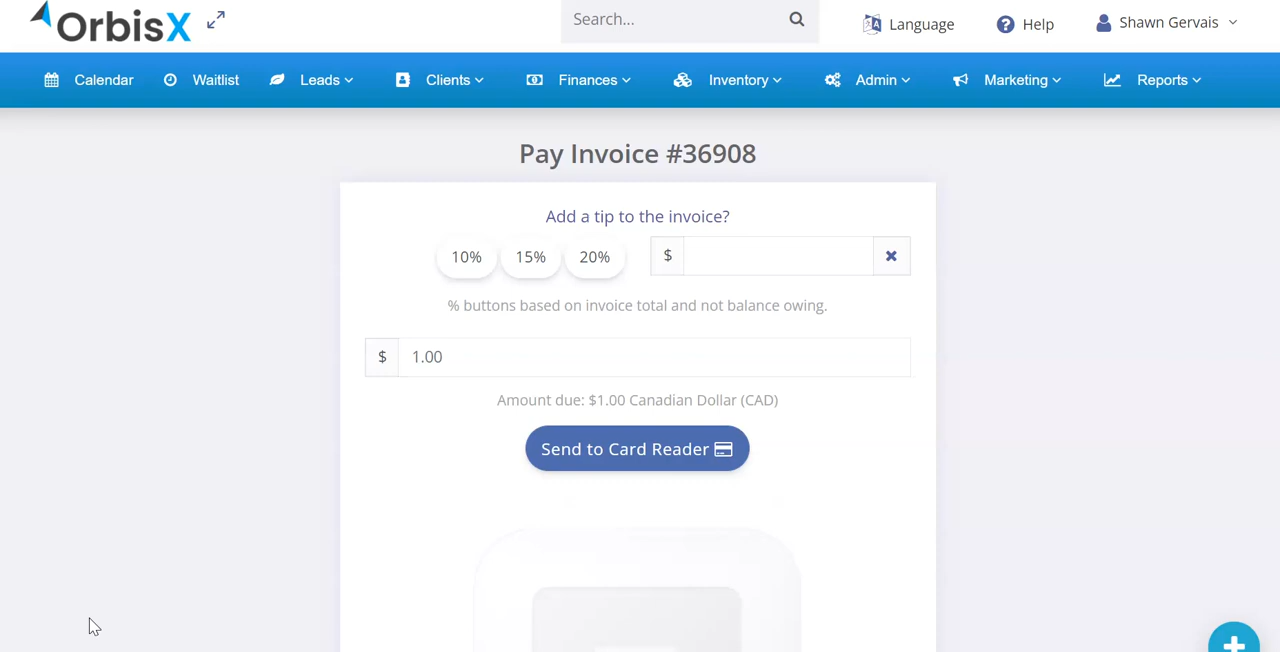 OrbisX
Search...
Language
Help
Shawn Gervais
Calendar
Waitlist
Leads
Clients
Finances
Inventory
Admin
Marketing
Reports
Pay Invoice #36908
Add a tip to the invoice?
10%
15%
20%
$
% buttons based on invoice total and not balance owing.
$ 1.00
Amount due: $1.00 Canadian Dollar (CAD)
Send to Card Reader